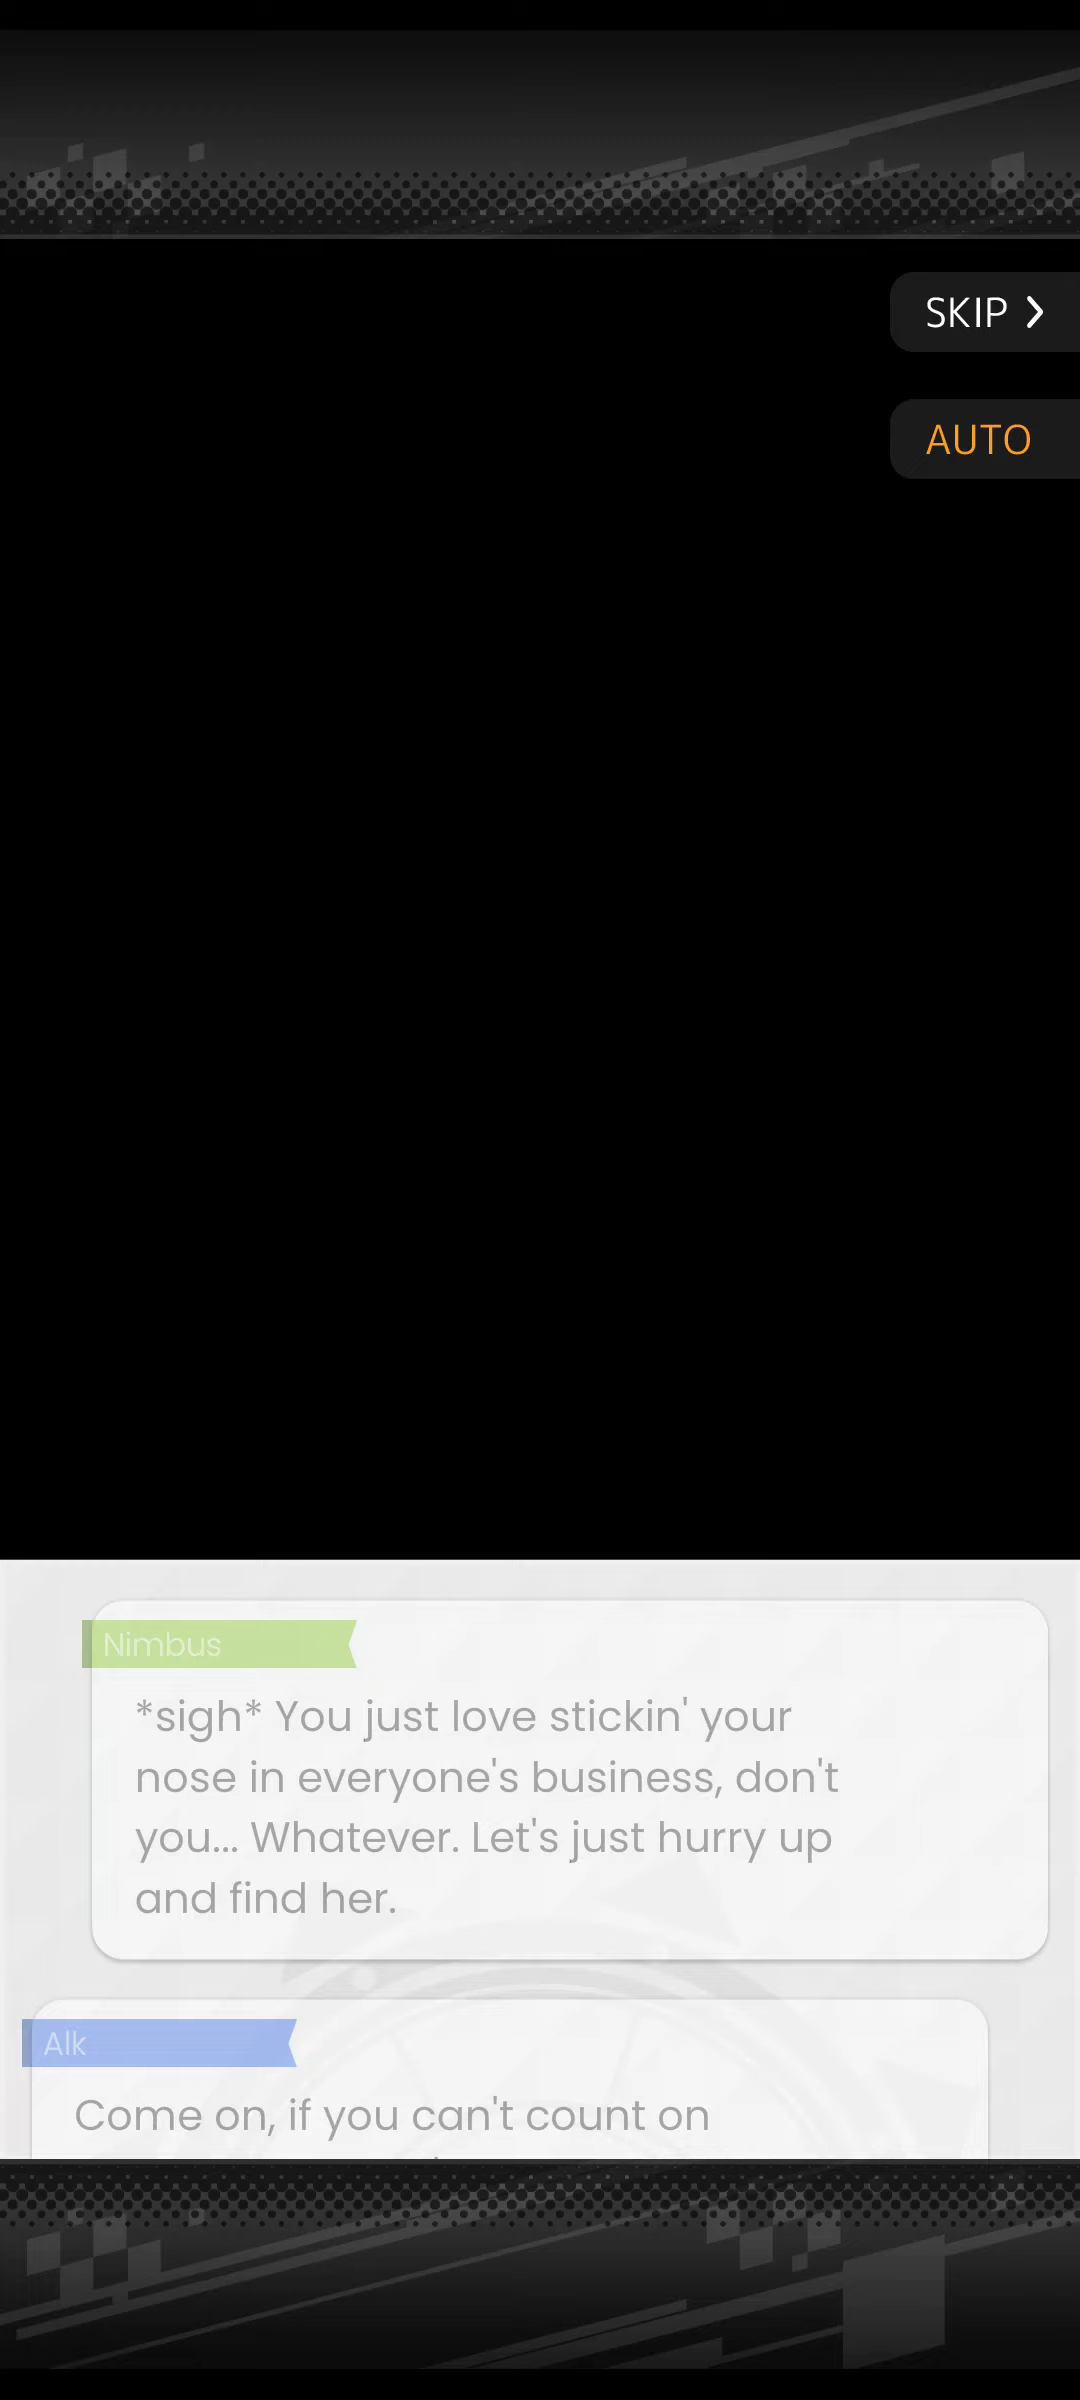 SKIP
AUTO
Nimbus
*sigh* You just love stickin' your
nose in everyone's business, don't
you... Whatever. Let's just hurry up
and find her.
Alk
Come on, if you can't count on